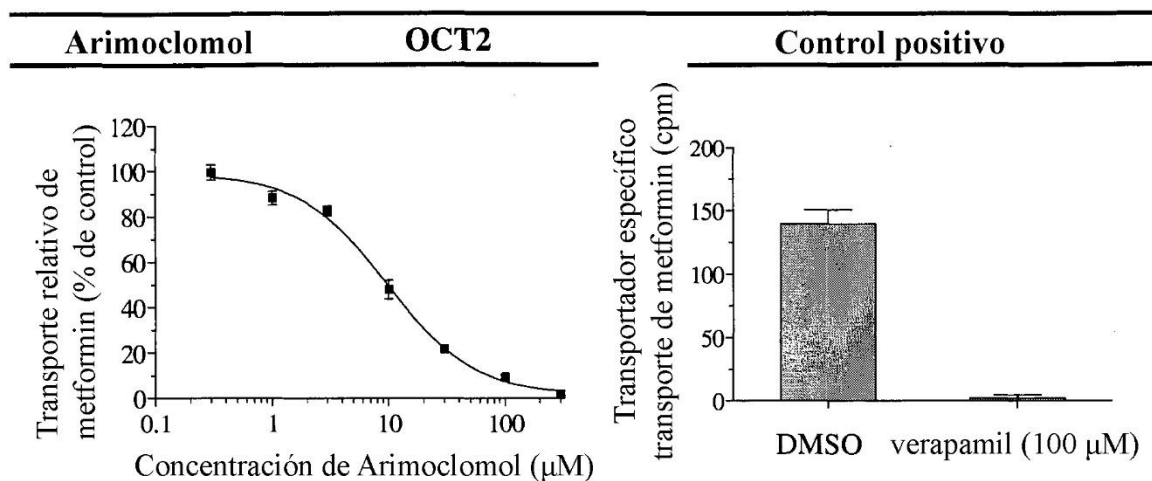 Arimoclomol OCT2 Control positivo
Transporte relativo de
metformin (% de control)
120
100
80
60
40
20
0
0.1 1 10 100
Concentración de Arimoclomol (μM)
Transportador específico
transporte de metformin (cpm)
200
150
100
50
0
DMSO verapamil (100 μM)